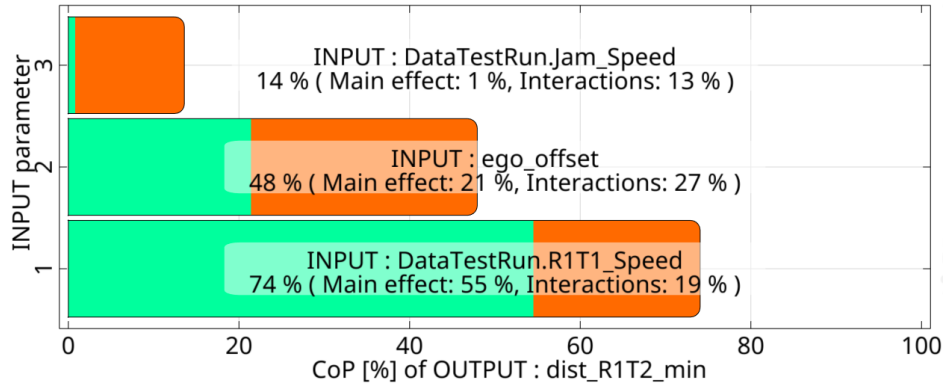 INPUT parameter
3
INPUT : DataTestRun.Jam_Speed
14 % ( Main effect: 1 %, Interactions: 13 % )
2
INPUT : ego_offset
48 % ( Main effect: 21 %, Interactions: 27 % )
1
INPUT : DataTestRun.R1T1_Speed
74 % ( Main effect: 55 %, Interactions: 19 % )
0 20 40 60 80 100
CoP [%] of OUTPUT : dist_R1T2_min